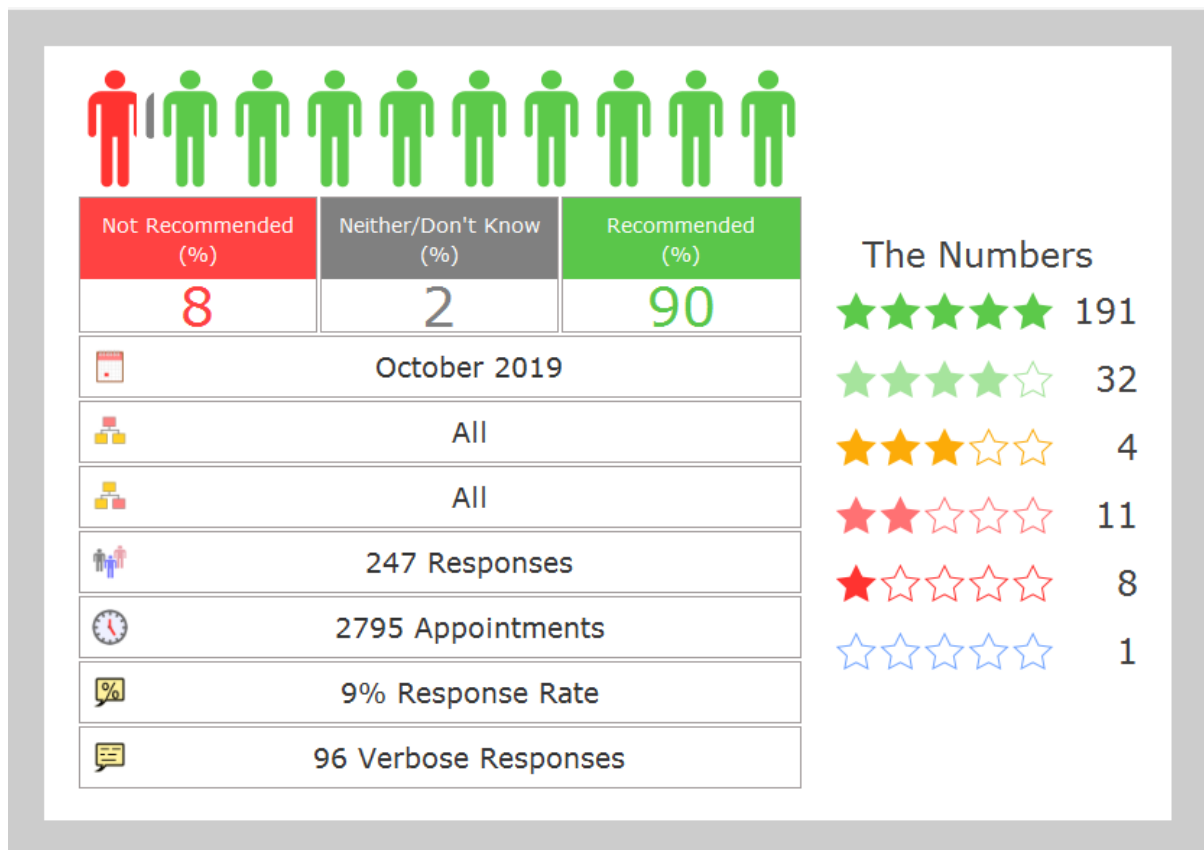 Not Recommended
(%)
Neither/Don't Know
(%)
Recommended
(%)
8
2
90
October 2019
All
All
247 Responses
2795 Appointments
%
9% Response Rate
96 Verbose Responses
The Numbers
191
32
4
11
8
1